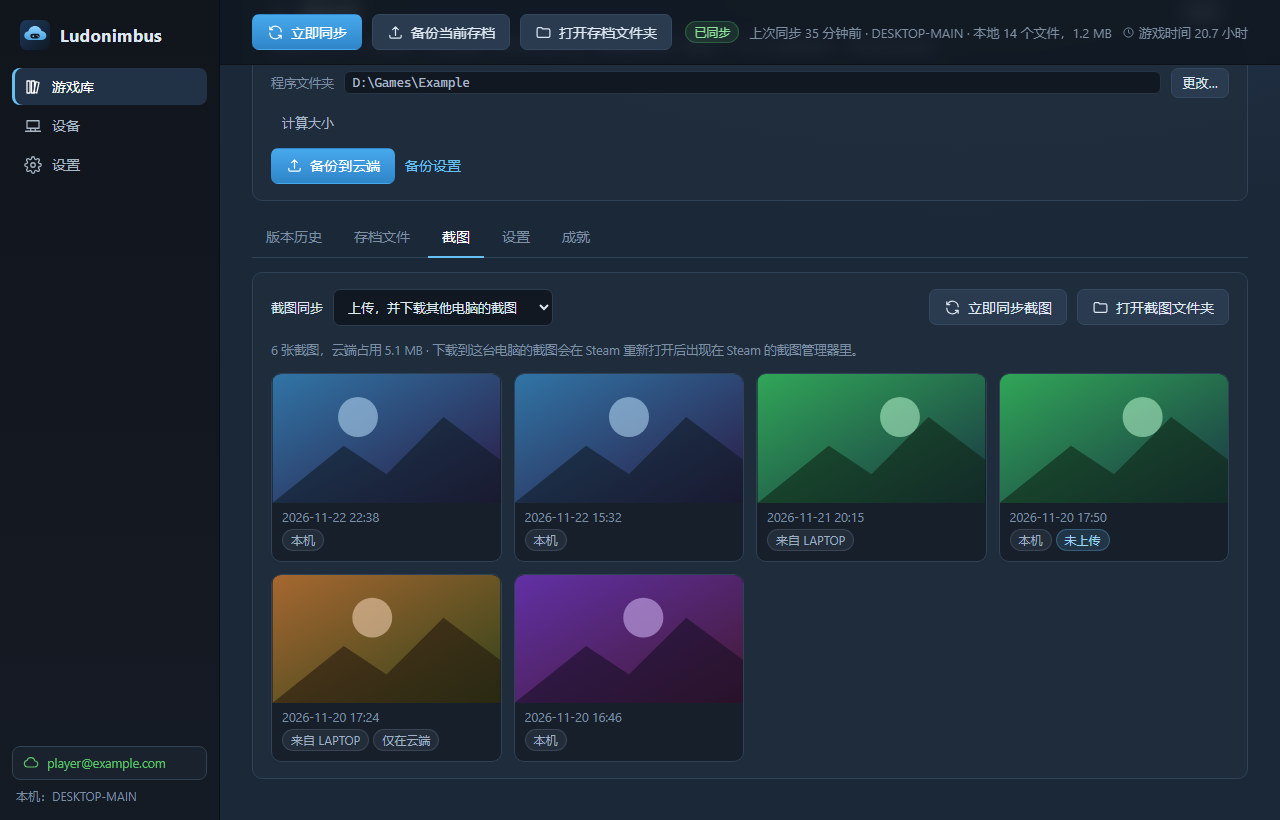 Ludonimbus
游戏库
设备
设置
player@example.com
本机：DESKTOP-MAIN
立即同步
备份当前存档
打开存档文件夹
已同步
上次同步 35 分钟前 · DESKTOP-MAIN · 本地 14 个文件，1.2 MB
游戏时间 20.7 小时
程序文件夹
D:\Games\Example
更改...
计算大小
备份到云端
备份设置
版本历史
存档文件
截图
设置
成就
截图同步
上传，并下载其他电脑的截图
立即同步截图
打开截图文件夹
6 张截图，云端占用 5.1 MB · 下载到这台电脑的截图会在 Steam 重新打开后出现在 Steam 的截图管理器里。
2026-11-22 22:38
本机
2026-11-22 15:32
本机
2026-11-21 20:15
来自 LAPTOP
2026-11-20 17:50
本机
未上传
2026-11-20 17:24
来自 LAPTOP
仅在云端
2026-11-20 16:46
本机